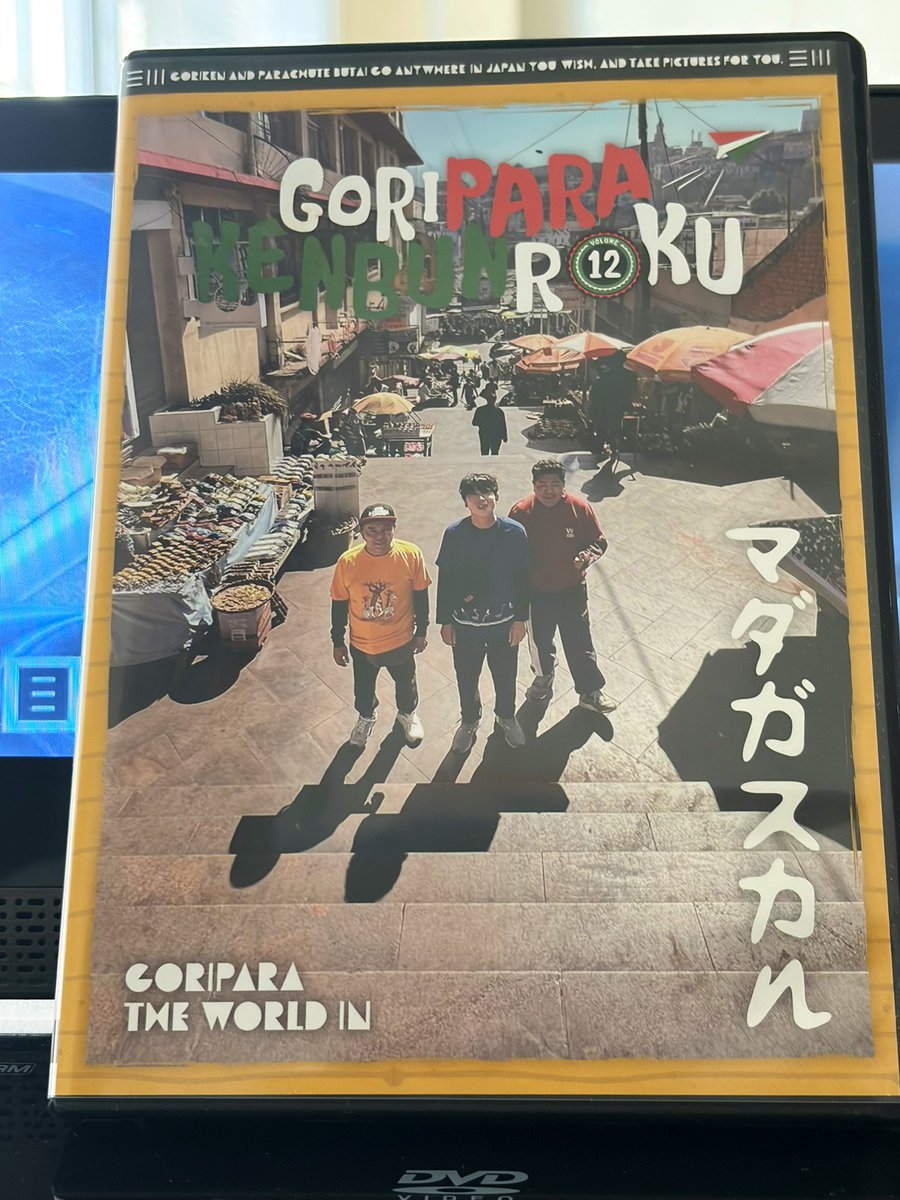 GORIKEN AND PARACHUTE BUTAI GO ANYWHERE IN JAPAN YOU WISH. AND TAKE PICTURES FOR YOU.
GORIPARA
KENBUNROKU
VOLUME
12
マダガスカル
GORIPARA
THE WORLD IN
DVD
VIDEO